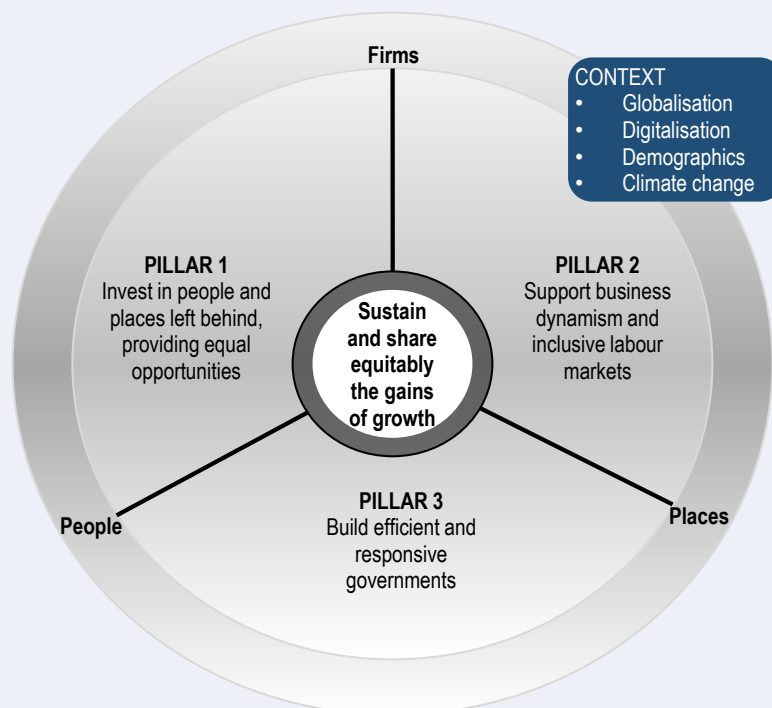 Firms
CONTEXT
• Globalisation
• Digitalisation
• Demographics
• Climate change
PILLAR 1
Invest in people and
places left behind,
providing equal
opportunities
PILLAR 2
Support business
dynamism and
inclusive labour
markets
Sustain
and share
equitably
the gains
of growth
PILLAR 3
Build efficient and
responsive
governments
People
Places